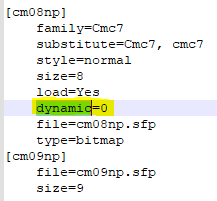 [cm08np]
family=Cmc7
substitute=Cmc7, cmc7
style=normal
size=8
load=Yes
dynamic=0
file=cm08np.sfp
type=bitmap
[cm09np]
file=cm09np.sfp
size=9